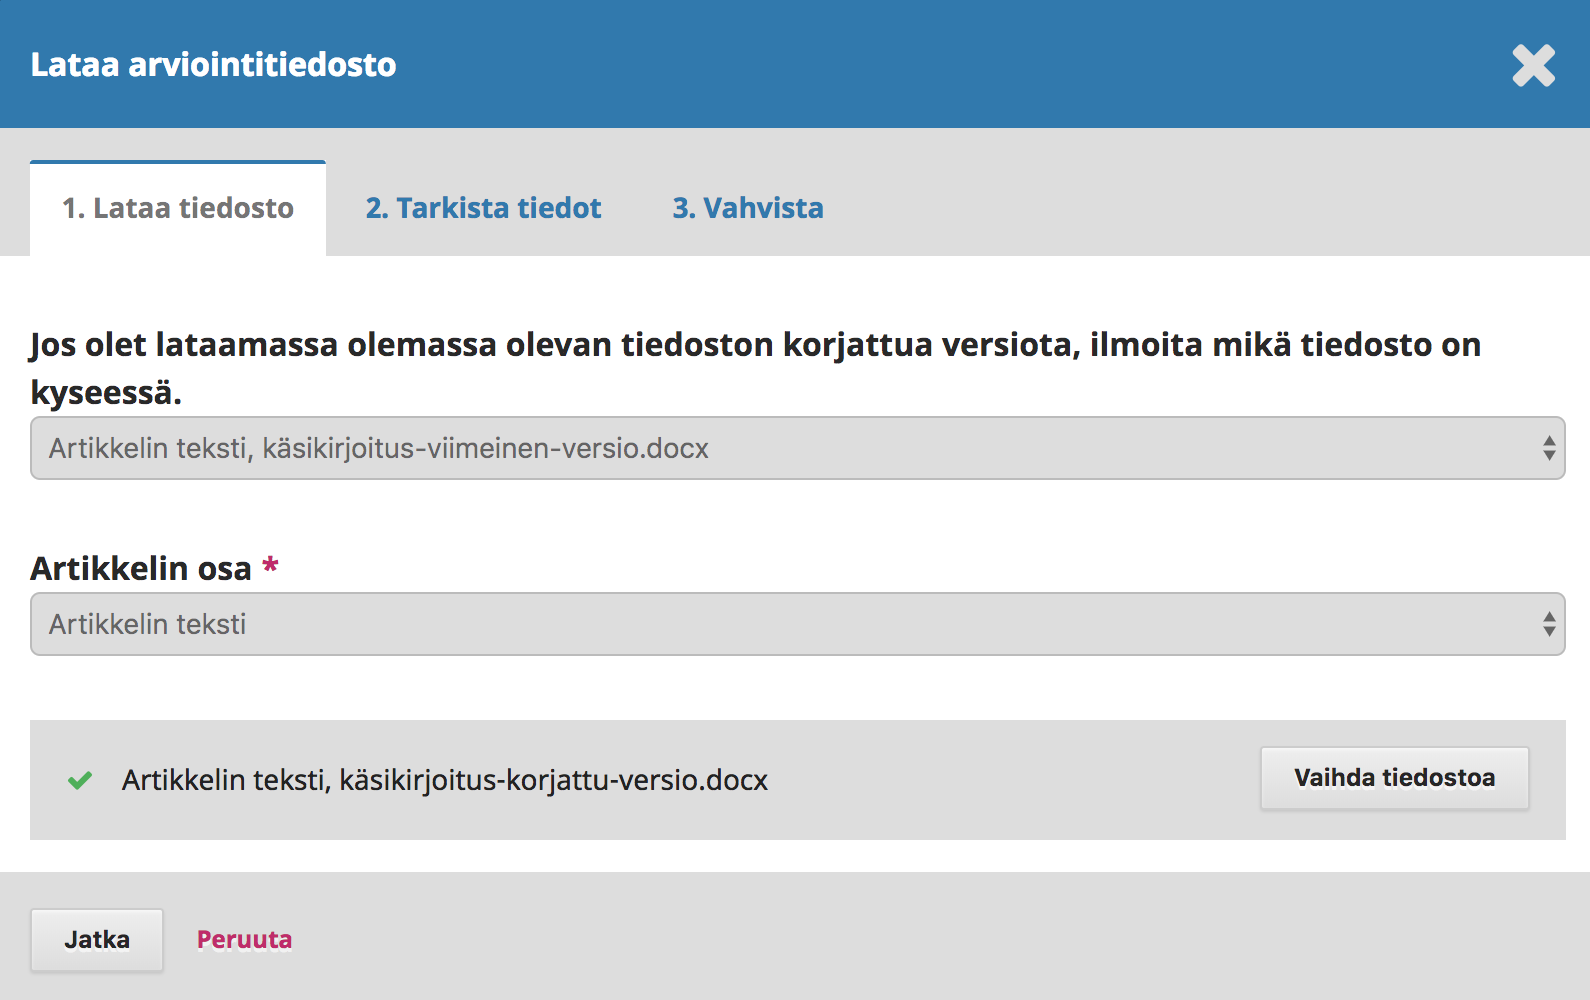 Lataa arviointitiedosto
1. Lataa tiedosto
2. Tarkista tiedot
3. Vahvista
Jos olet lataamassa olemassa olevan tiedoston korjattua versiota, ilmoita mikä tiedosto on
kyseessä.
Artikkelin teksti, käsikirjoitus-viimeinen-versio.docx
Artikkelin osa *
Artikkelin teksti
Artikkelin teksti, käsikirjoitus-korjattu-versio.docx
Vaihda tiedostoa
Jatka
Peruuta